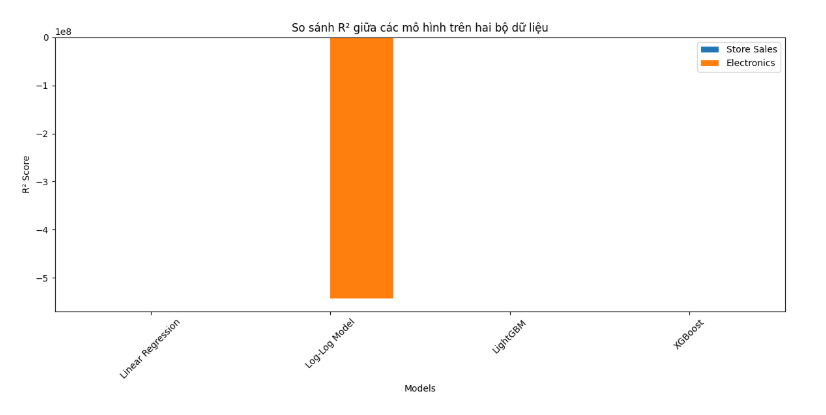 So sánh R² giữa các mô hình trên hai bộ dữ liệu
1e8
0
−1
−2
−3
−4
−5
R² Score
Store Sales
Electronics
Linear Regression
Log-Log Model
LightGBM
XGBoost
Models